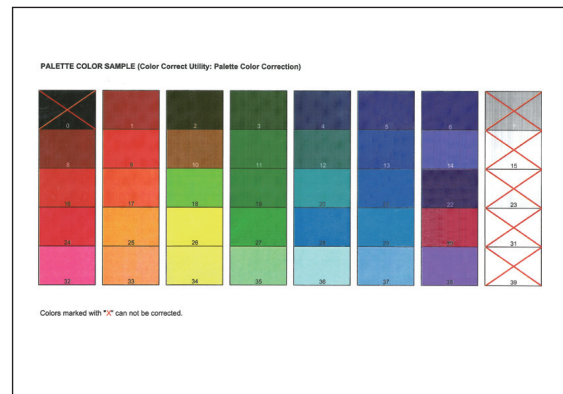 PALETTE COLOR SAMPLE (Color Correct Utility: Palette Color Correction)
0 1 2 3 4 5 6
8 9 10 11 12 13 14 15
16 17 18 19 20 21 22 23
24 25 26 27 28 29 30 31
32 33 34 35 36 37 38 39
Colors marked with "X" can not be corrected.